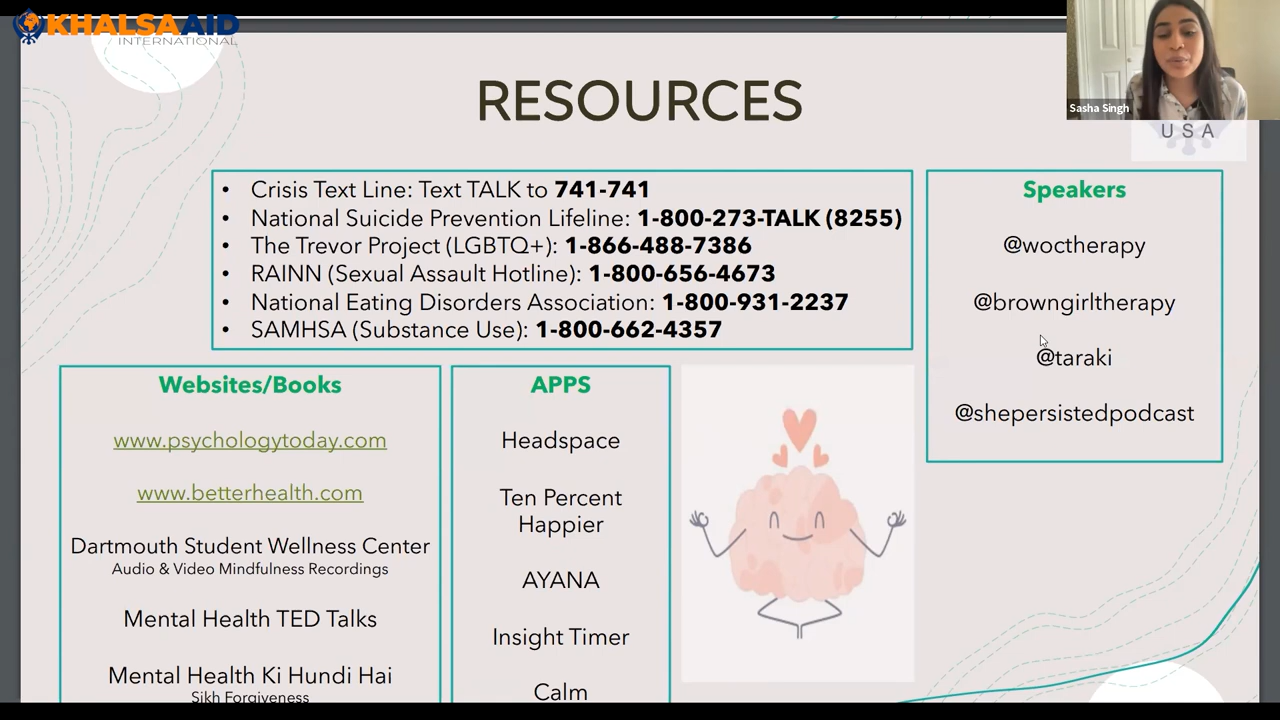 KHALSAAID
INTERNATIONAL
Sasha Singh
USA
RESOURCES
• Crisis Text Line: Text TALK to 741-741
• National Suicide Prevention Lifeline: 1-800-273-TALK (8255)
• The Trevor Project (LGBTQ+): 1-866-488-7386
• RAINN (Sexual Assault Hotline): 1-800-656-4673
• National Eating Disorders Association: 1-800-931-2237
• SAMHSA (Substance Use): 1-800-662-4357
Speakers
@woctherapy
@browngirltherapy
@taraki
@shepersistedpodcast
Websites/Books
www.psychologytoday.com
www.betterhealth.com
Dartmouth Student Wellness Center
Audio & Video Mindfulness Recordings
Mental Health TED Talks
Mental Health Ki Hundi Hai
Sikh Forgiveness
APPS
Headspace
Ten Percent
Happier
AYANA
Insight Timer
Calm